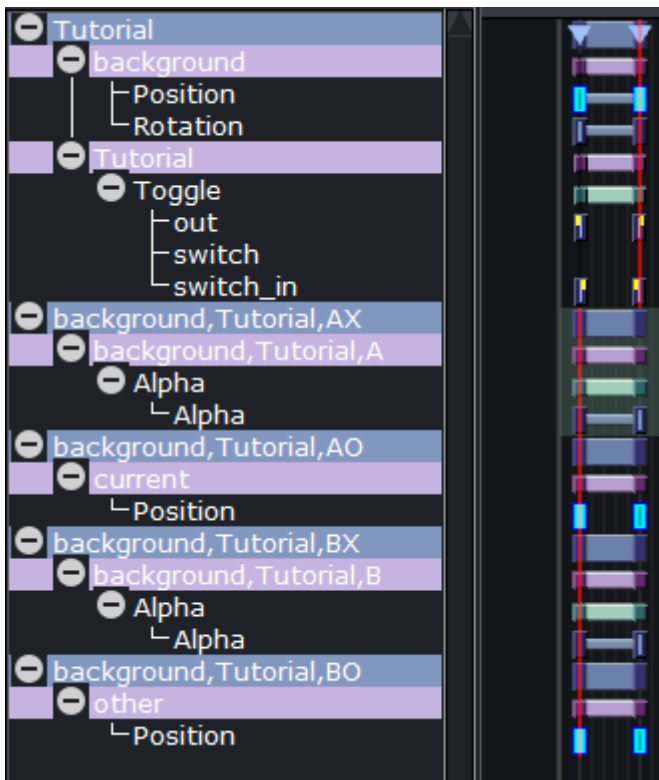 Tutorial
background
Position
Rotation
Tutorial
Toggle
out
switch
switch_in
background,Tutorial,AX
background,Tutorial,A
Alpha
Alpha
background,Tutorial,AO
current
Position
background,Tutorial,BX
background,Tutorial,B
Alpha
Alpha
background,Tutorial,BO
other
Position